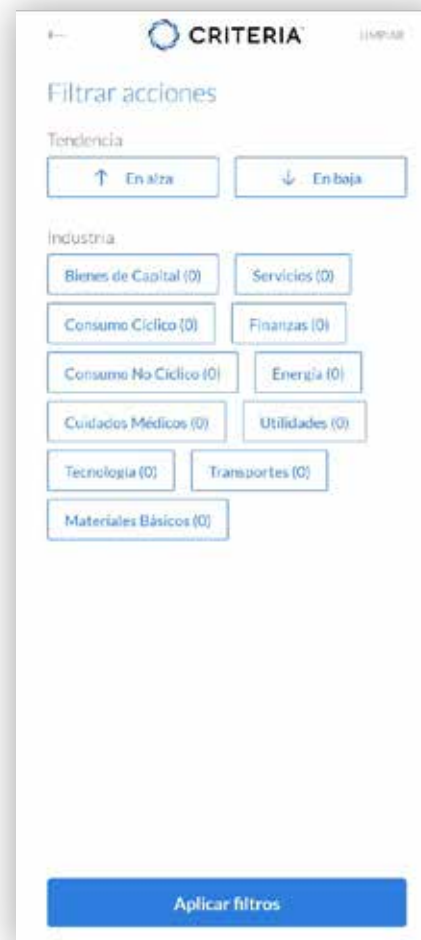 ← CRITERIA LIMPIAR
Filtrar acciones
Tendencia
↑ En alza ↓ En baja
Industria
Bienes de Capital (0) Servicios (0)
Consumo Cíclico (0) Finanzas (0)
Consumo No Cíclico (0) Energía (0)
Cuidados Médicos (0) Utilidades (0)
Tecnología (0) Transportes (0)
Materiales Básicos (0)
Aplicar filtros